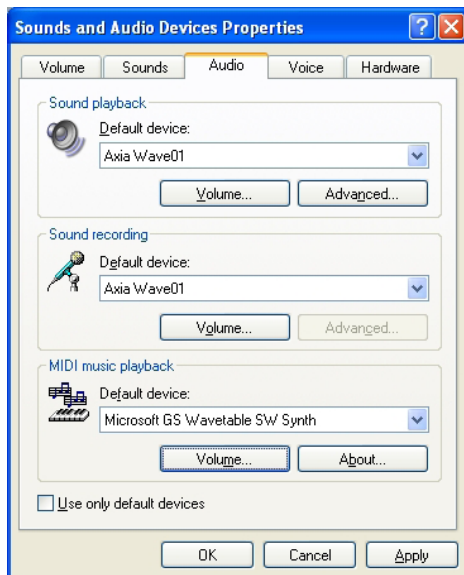 Sounds and Audio Devices Properties
Volume Sounds Audio Voice Hardware
Sound playback
Default device:
Axia Wave01
Volume... Advanced...
Sound recording
Default device:
Axia Wave01
Volume... Advanced...
MIDI music playback
Default device:
Microsoft GS Wavetable SW Synth
Volume... About...
Use only default devices
OK Cancel Apply